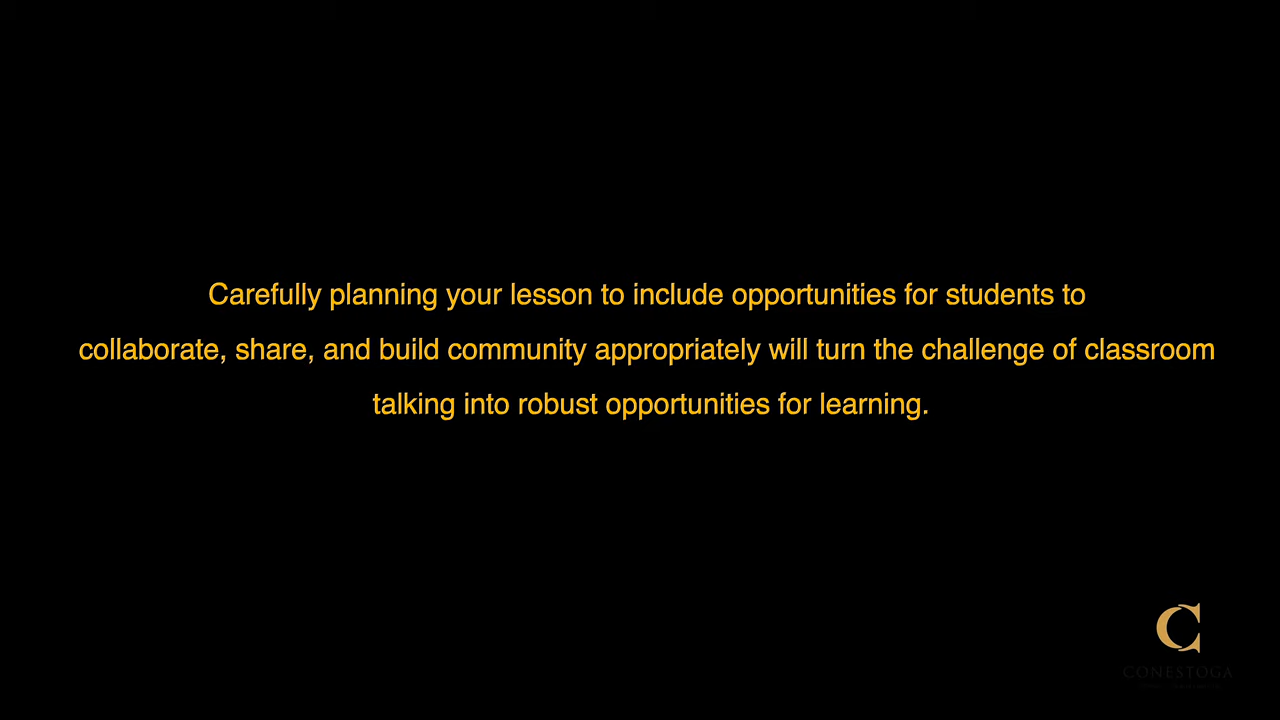 Carefully planning your lesson to include opportunities for students to
collaborate, share, and build community appropriately will turn the challenge of classroom
talking into robust opportunities for learning.
C
CONESTOGA